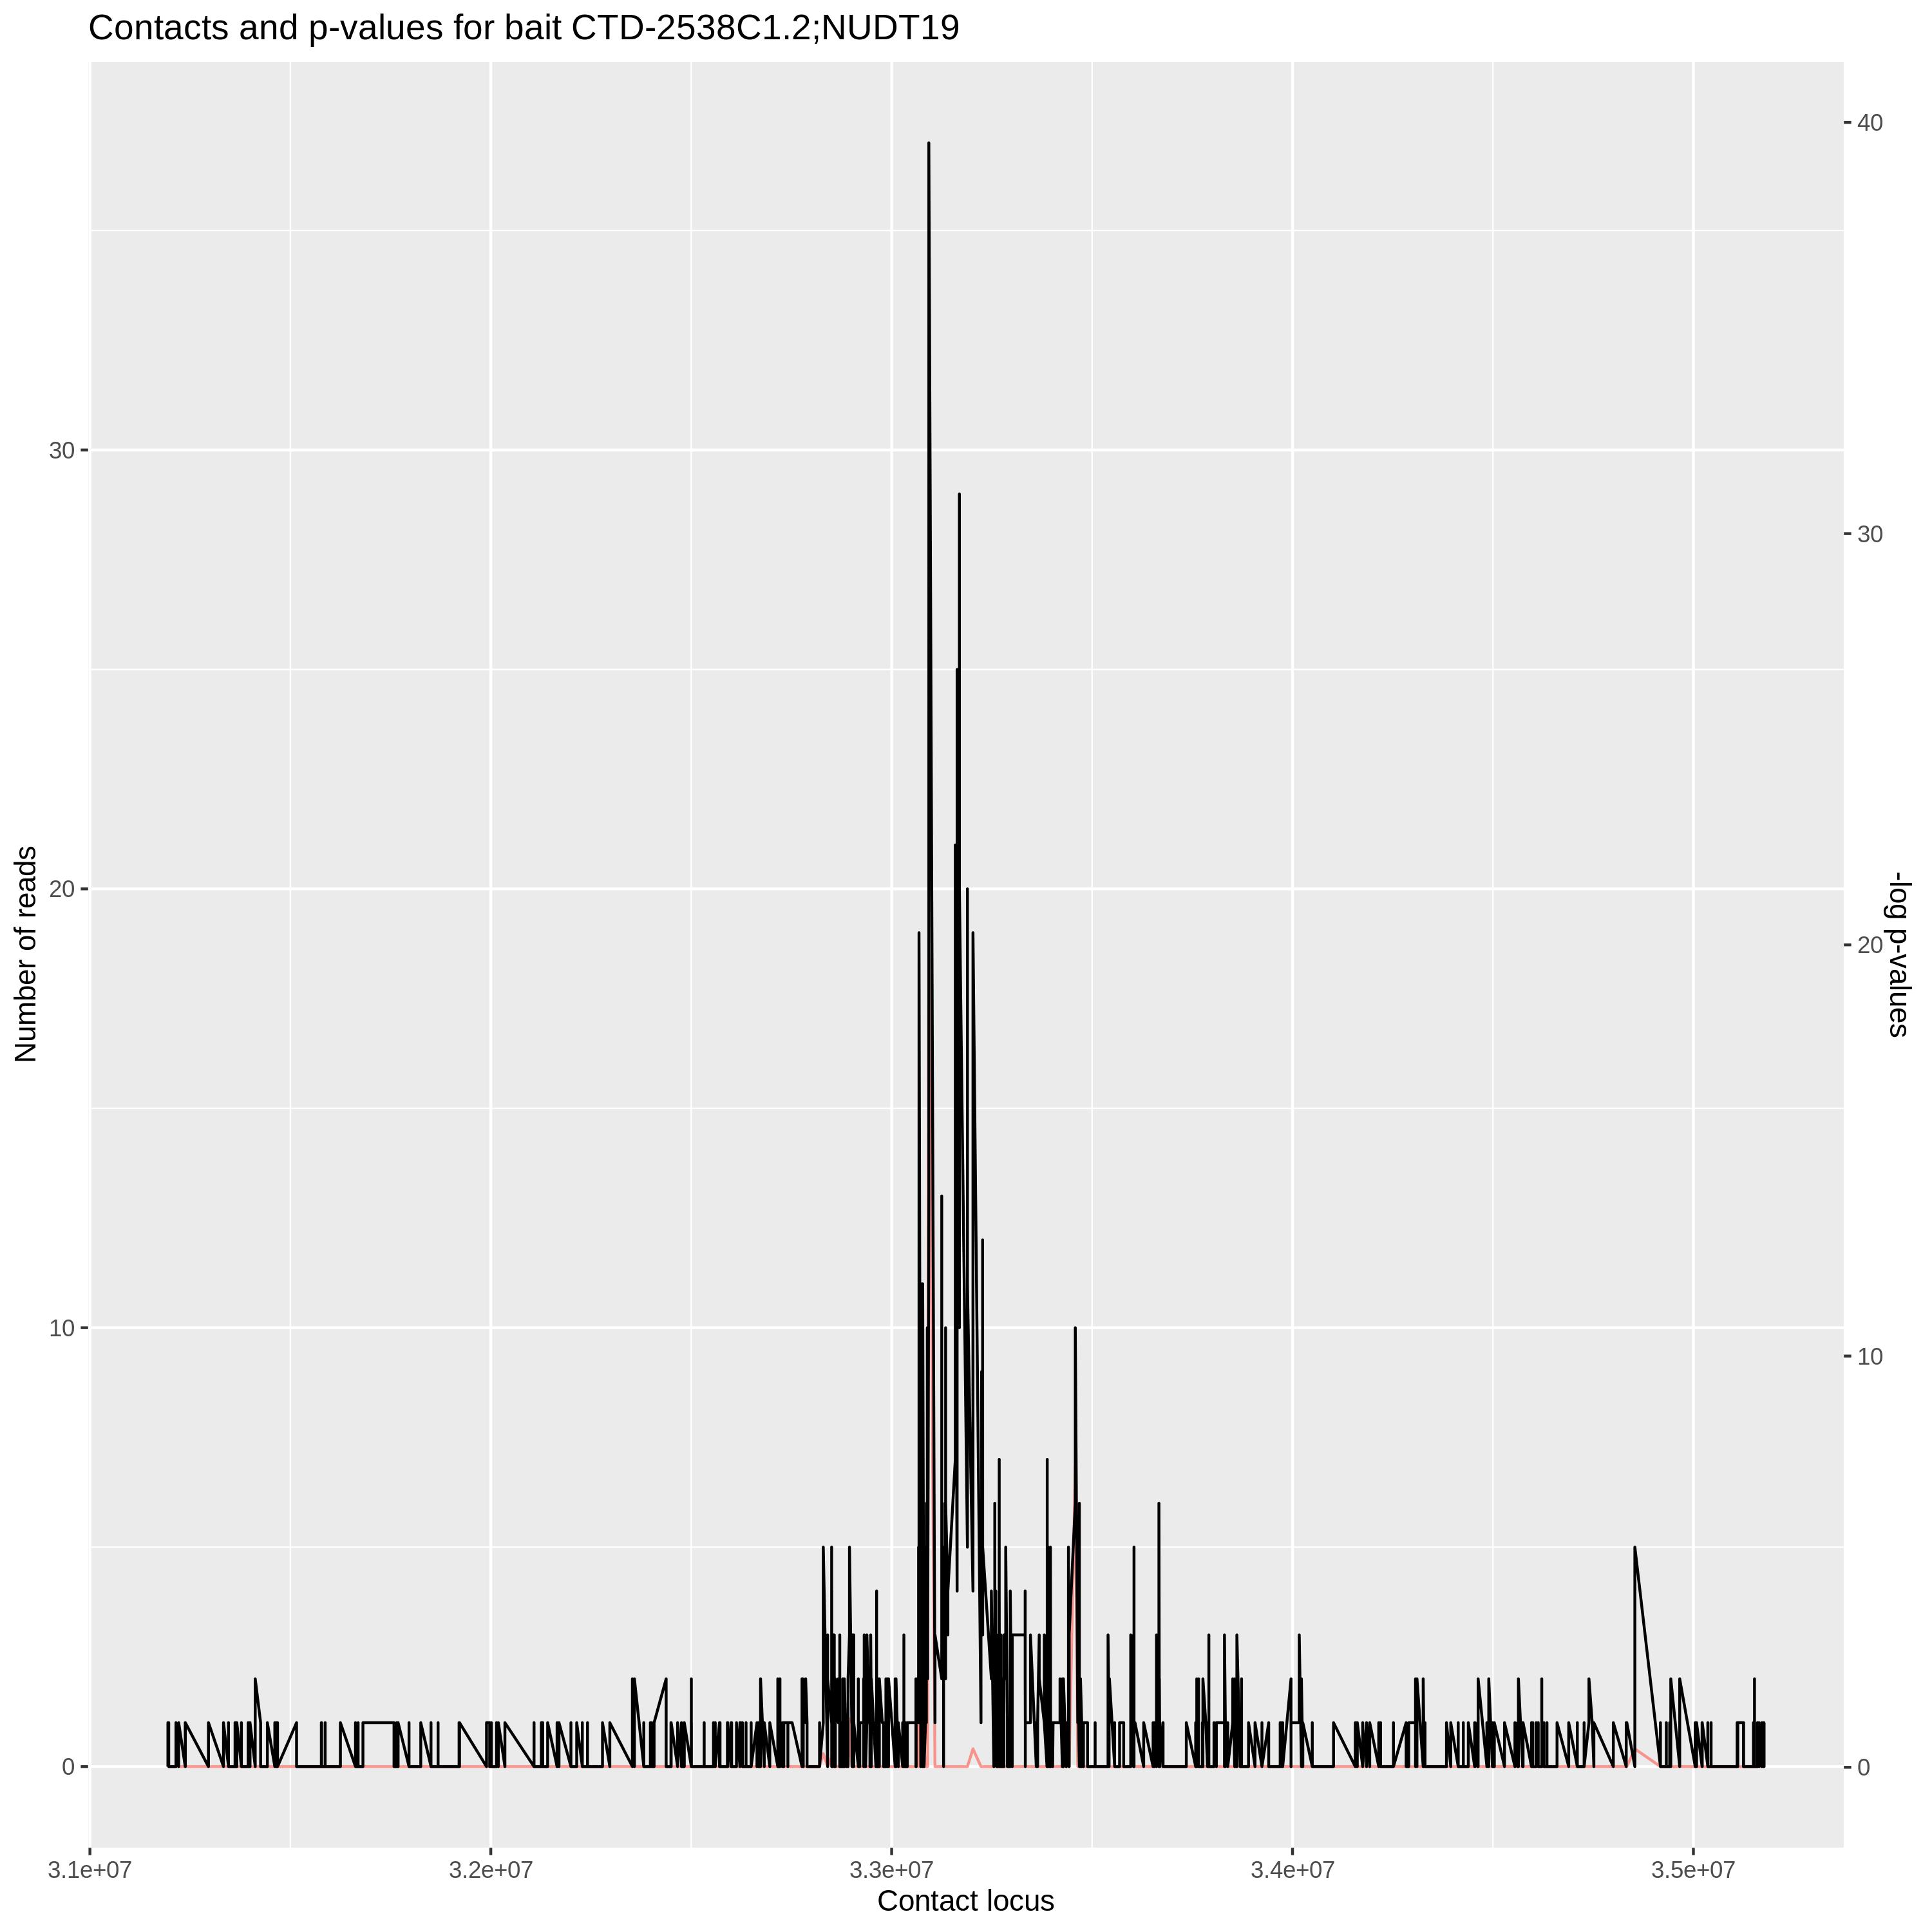 Contacts and p-values for bait CTD-2538C1.2;NUDT19
Number of reads
30
20
10
0
40
30
20
10
0
-log p-values
3.1e+07 3.2e+07 3.3e+07 3.4e+07 3.5e+07
Contact locus